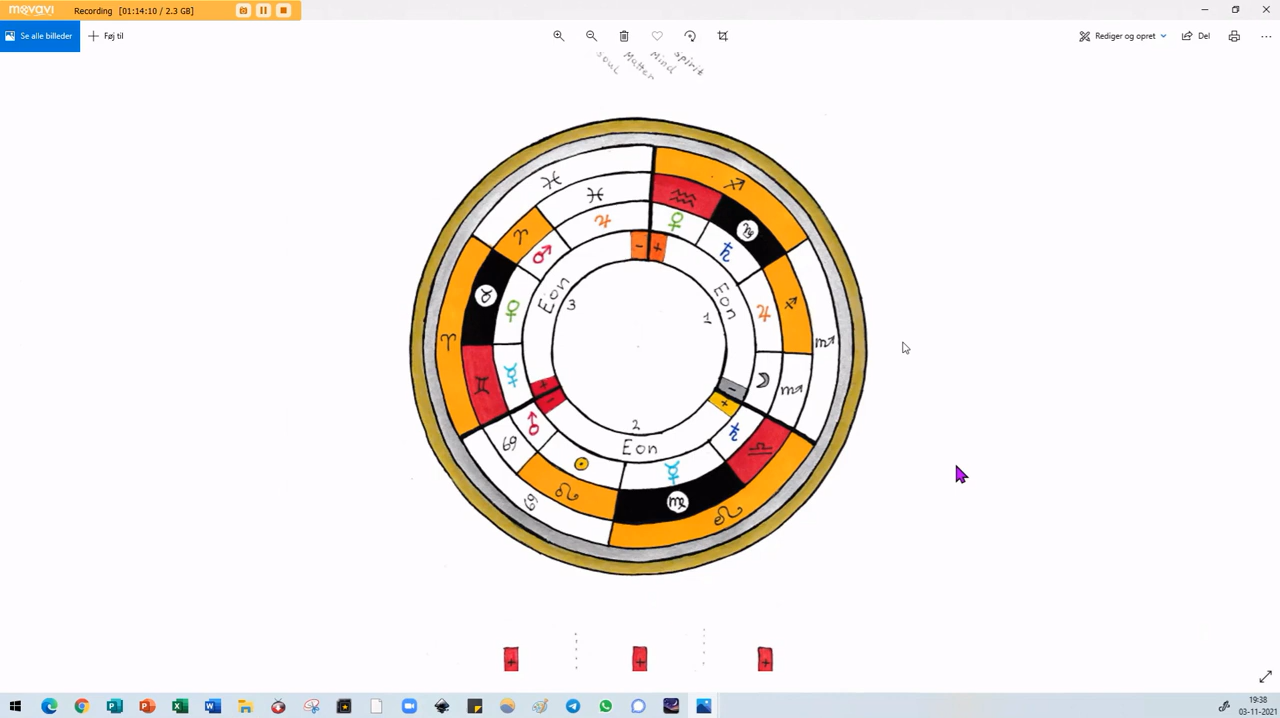 movavi Recording [01:14:10 / 2.3 GB]
Se alle billeder Føj til Rediger og opret Del
Soul Matter Mind Spirit
♐
♓ ♓ ♒ ♑
♃ ♀ ♄
♈ ♂ - +
♉ ♀ Eon 3 Eon 1 ♃ ♐
♈ ♏
♊ ☿ + - ☽ ♏
- +
♋ ♂ 2 ♄ ♎
Eon
☉ ☿
♋ ♌ ♍ ♌
+ + +
19:38
03-11-2021